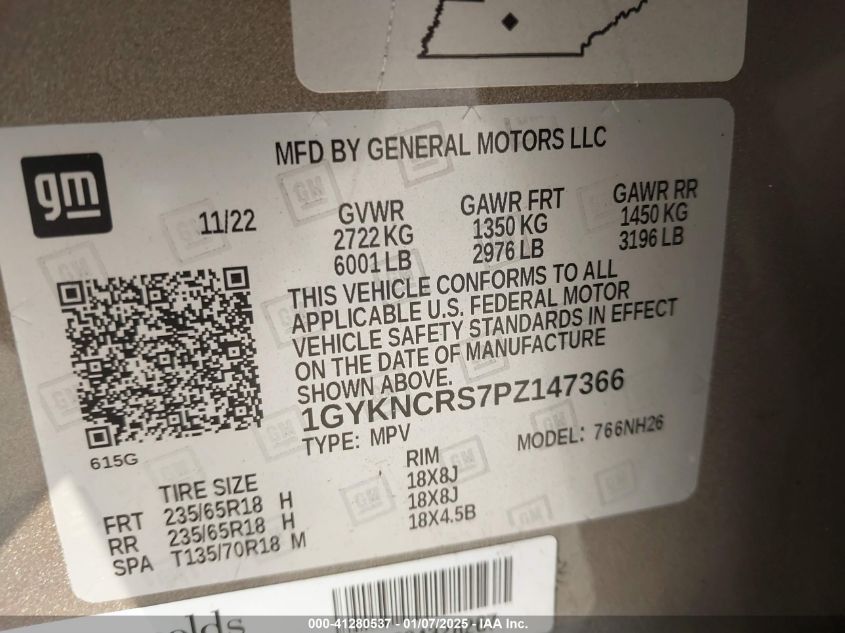 MFD BY GENERAL MOTORS LLC
gm
11/22
GVWR
2722 KG
6001 LB
GAWR FRT
1350 KG
2976 LB
GAWR RR
1450 KG
3196 LB
THIS VEHICLE CONFORMS TO ALL
APPLICABLE U.S. FEDERAL MOTOR
VEHICLE SAFETY STANDARDS IN EFFECT
ON THE DATE OF MANUFACTURE
SHOWN ABOVE.
1GYKNCRS7PZ147366
TYPE: MPV
MODEL: 766NH26
615G
TIRE SIZE
RIM
FRT 235/65R18 H 18X8J
RR 235/65R18 H 18X8J
SPA T135/70R18 M 18X4.5B
000-41280537 - 01/07/2025 - IAA Inc.